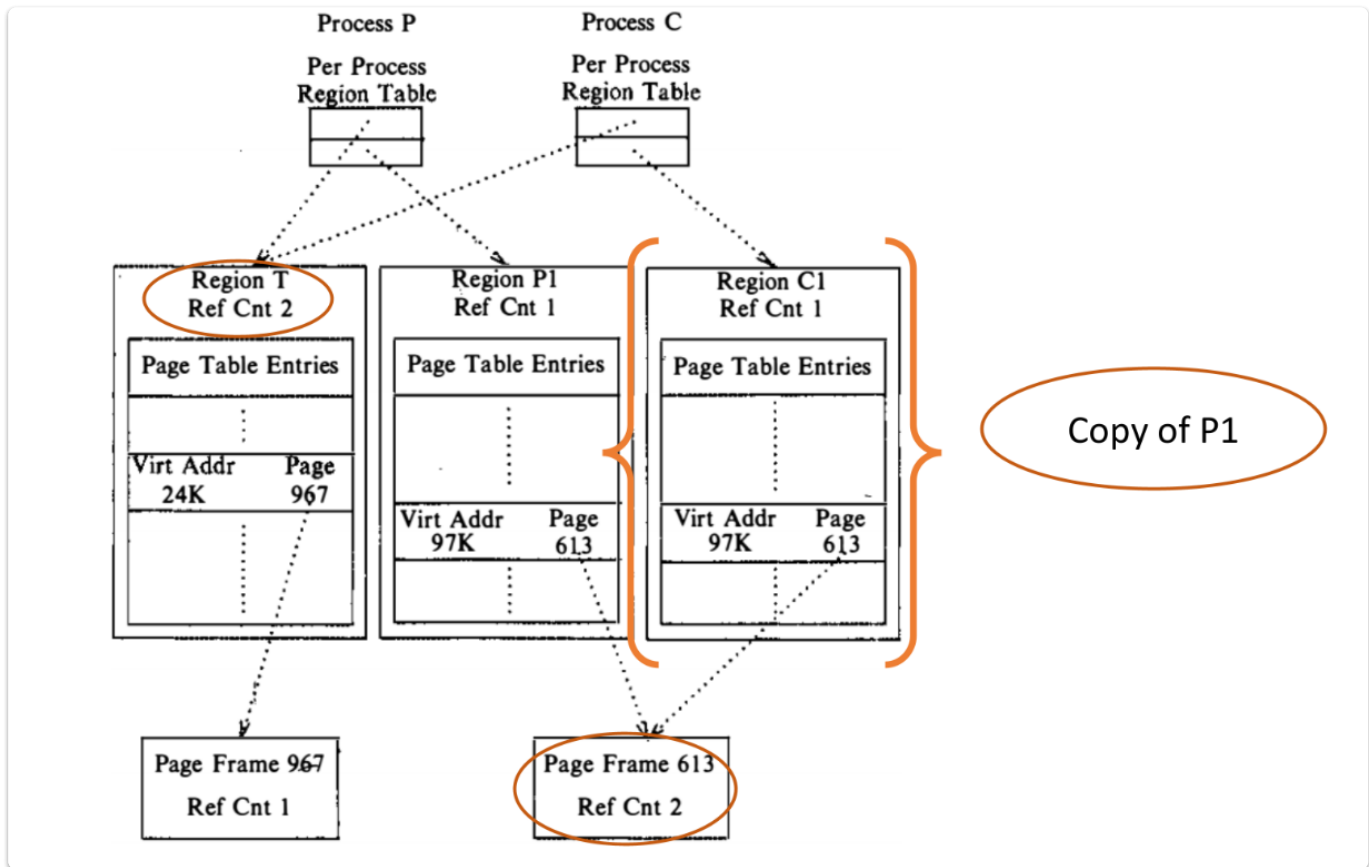 Process P
Per Process
Region Table
Process C
Per Process
Region Table
Region T
Ref Cnt 2
Page Table Entries
Virt Addr Page
24K 967
Region P1
Ref Cnt 1
Page Table Entries
Virt Addr Page
97K 613
Region C1
Ref Cnt 1
Page Table Entries
Virt Addr Page
97K 613
Copy of P1
Page Frame 967
Ref Cnt 1
Page Frame 613
Ref Cnt 2